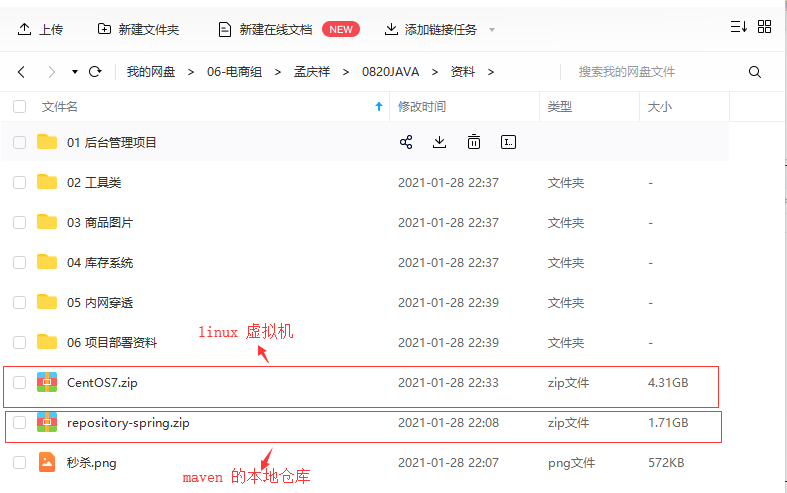 上传 新建文件夹 新建在线文档 NEW 添加链接任务
我的网盘 > 06-电商组 > 孟庆祥 > 0820JAVA > 资料 > 搜索我的网盘文件
文件名 修改时间 类型 大小
01 后台管理项目
02 工具类 2021-01-28 22:37 文件夹 -
03 商品图片 2021-01-28 22:37 文件夹 -
04 库存系统 2021-01-28 22:37 文件夹 -
05 内网穿透 2021-01-28 22:39 文件夹 -
linux 虚拟机
06 项目部署资料 2021-01-28 22:39 文件夹 -
CentOS7.zip 2021-01-28 22:33 zip文件 4.31GB
repository-spring.zip 2021-01-28 22:08 zip文件 1.71GB
秒杀.png 2021-01-28 22:07 png文件 572KB
maven 的本地仓库